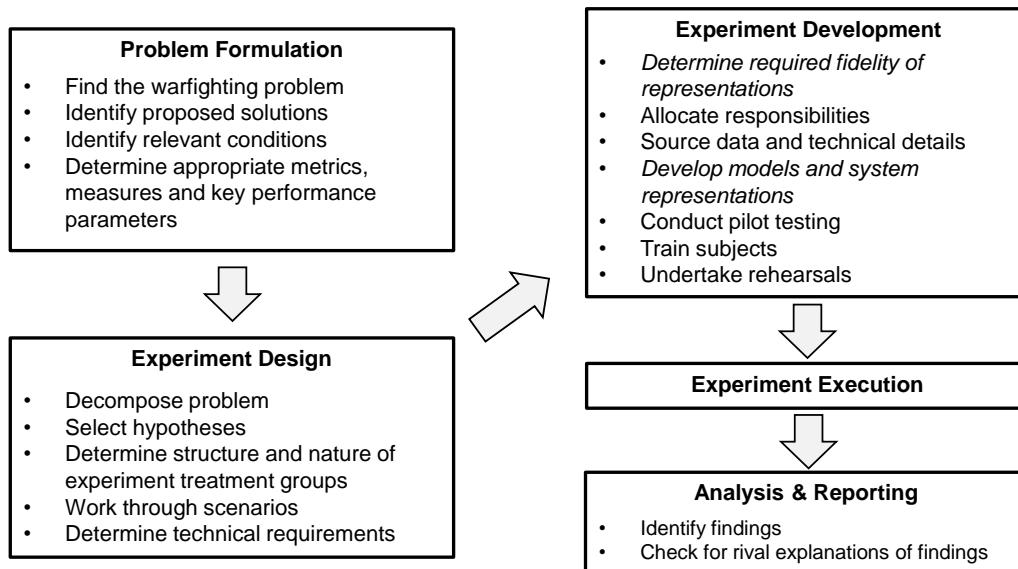 Problem Formulation
• Find the warfighting problem
• Identify proposed solutions
• Identify relevant conditions
• Determine appropriate metrics,
measures and key performance
parameters
Experiment Design
• Decompose problem
• Select hypotheses
• Determine structure and nature of
experiment treatment groups
• Work through scenarios
• Determine technical requirements
Experiment Development
• Determine required fidelity of
representations
• Allocate responsibilities
• Source data and technical details
• Develop models and system
representations
• Conduct pilot testing
• Train subjects
• Undertake rehearsals
Experiment Execution
Analysis & Reporting
• Identify findings
• Check for rival explanations of findings